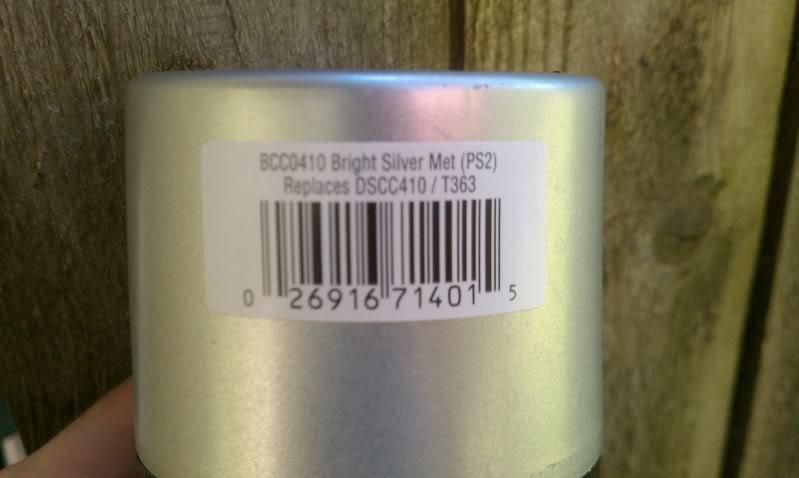 BCC0410 Bright Silver Met (PS2)
Replaces DSCC410 / T363
0 26916 71401 5